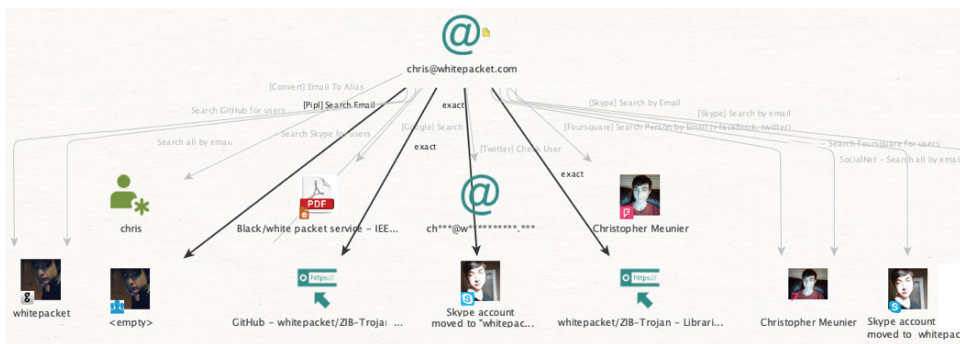 @
chris@whitepacket.com
[Convert] Email To Alias
Search GitHub for users
[Pipl] Search Email
exact
[Skype] Search by Email
[Skype] Search by email
Search all by email
- Search Skype for users
[Google] Search
[Foursquare] Search Person by Email (+facebook, twitter)
exact
[Twitter] Check User
- Search Foursquare for users
SocialNet - Search all by email
exact
PDF
@
chris
Black/white packet service - IEE...
ch***@w**********.***
Christopher Meunier
https://
https://
whitepacket
<empty>
GitHub - whitepacket/ZIB-Trojan ...
Skype account
moved to "whitepac...
whitepacket/ZIB-Trojan - Librari...
Christopher Meunier
Skype account
moved to whitepac